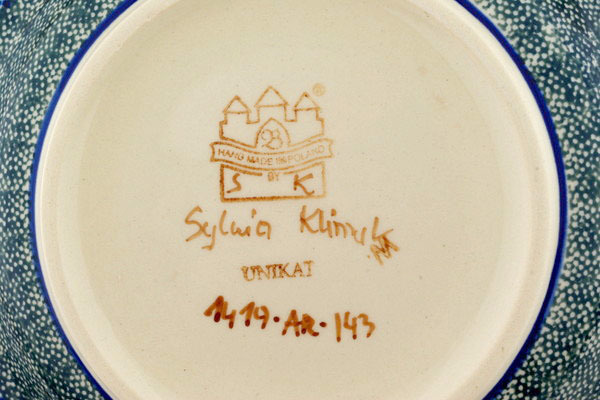 ®
HAND MADE IN POLAND
BY
S K
Sylwia Klimek
UNIKAT
1419·AR·143